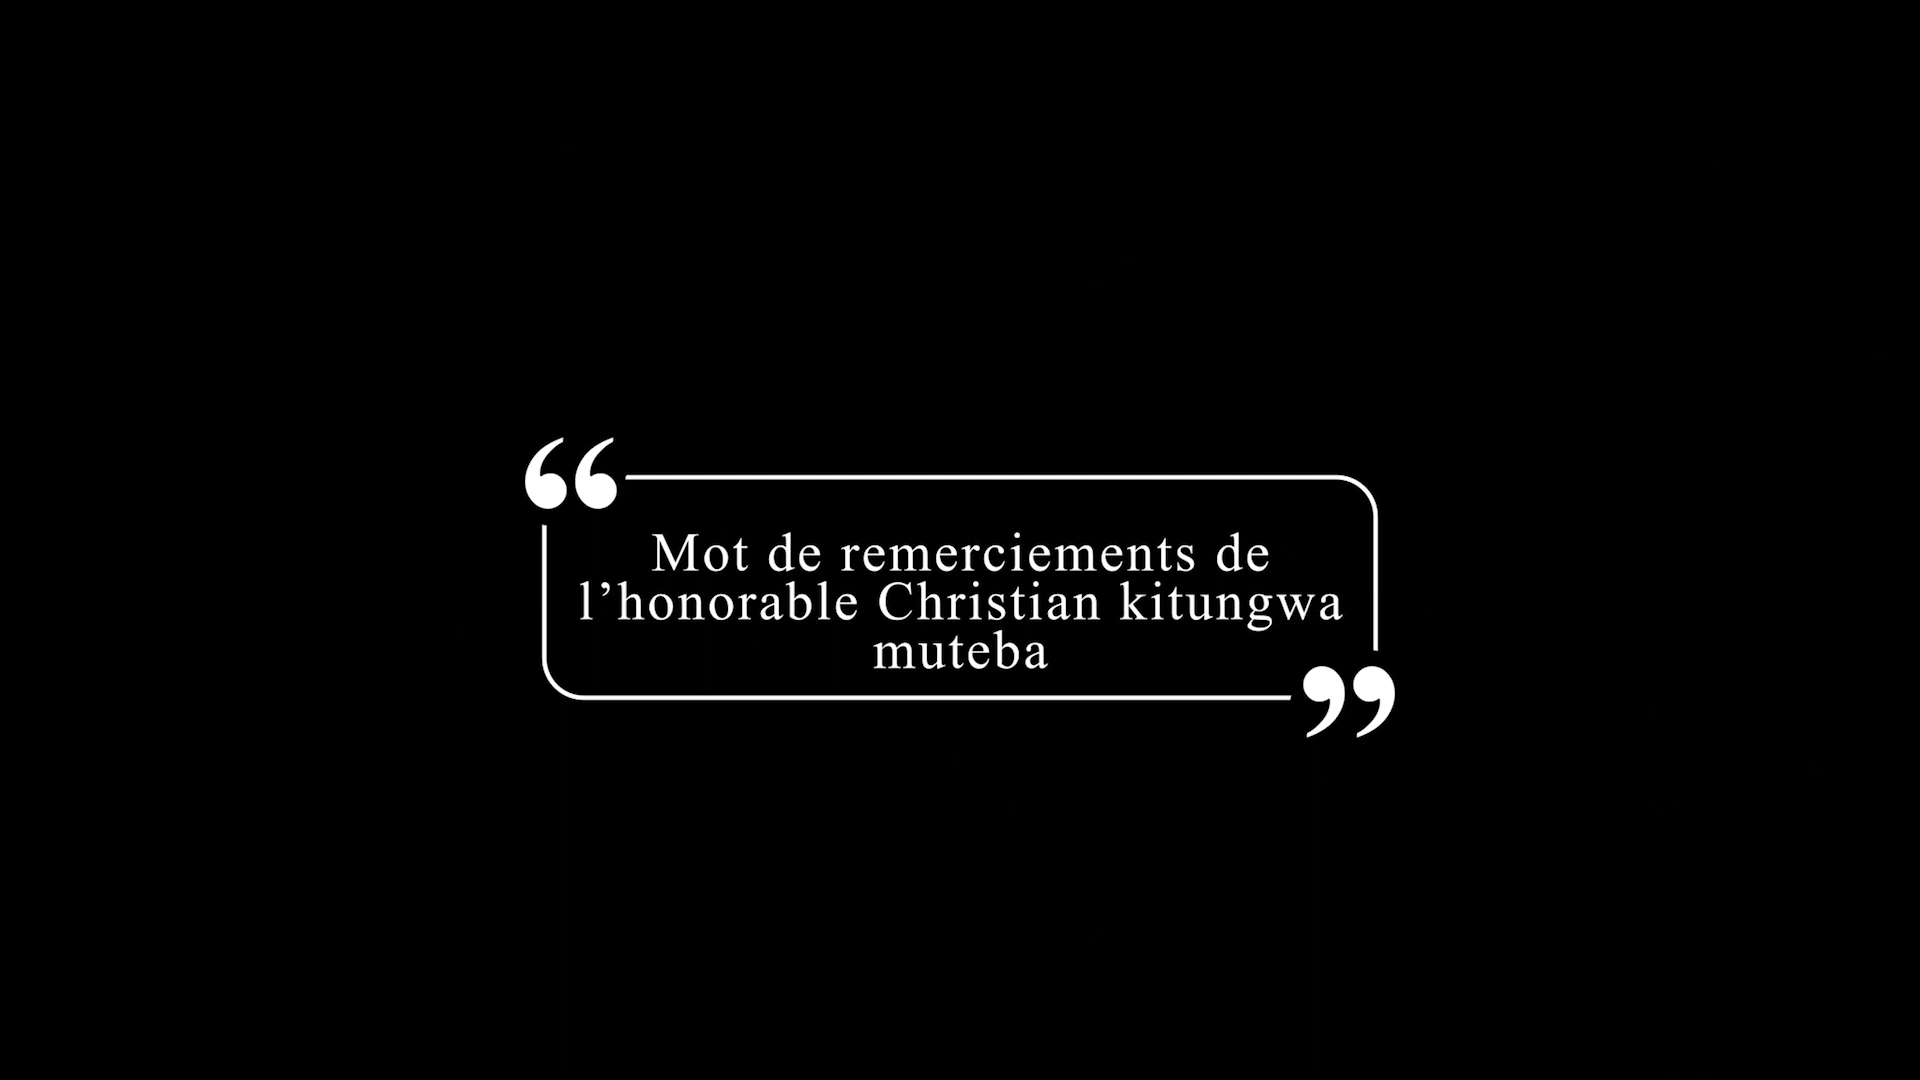 Mot de remerciements de
l’honorable Christian kitungwa
muteba